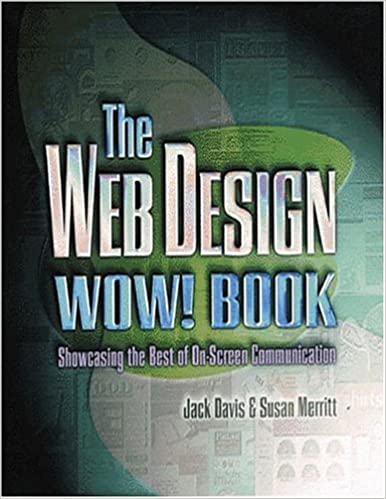 The
WEB DESIGN
WOW! BOOK
Showcasing the Best of On-Screen Communication
Jack Davis & Susan Merritt